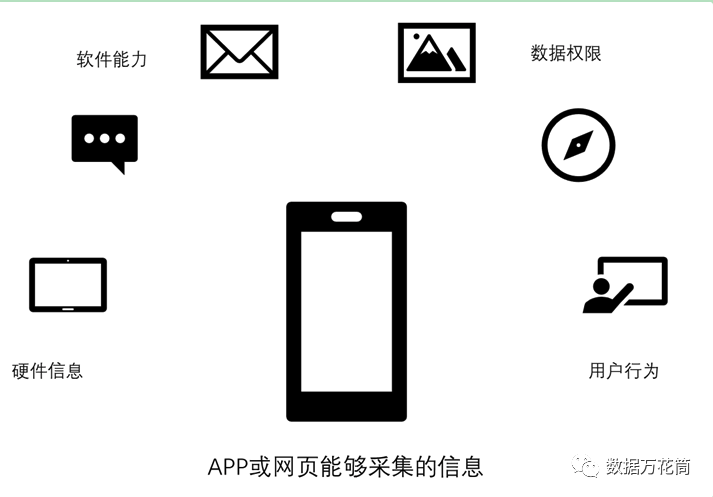 软件能力
数据权限
硬件信息
用户行为
APP或网页能够采集的信息
数据万花筒